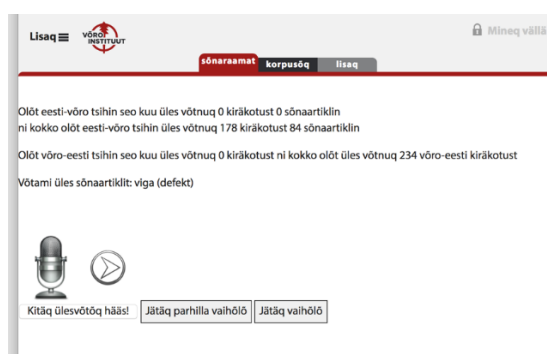 Lisaq
VÕRO
INSTITUUT
Mineq vällä
sõnaraamat korpusõq lisaq
Olõt eesti-võro tsihin seo kuu üles võtnuq 0 kiräkotust 0 sõnaartiklin
ni kokko olõt eesti-võro tsihin üles võtnuq 178 kiräkotust 84 sõnaartiklin
Olõt võro-eesti tsihin seo kuu üles võtnuq 0 kiräkotust ni kokko olõt üles võtnuq 234 võro-eesti kiräkotust
Võtami üles sõnaartiklit: viga (defekt)
Kitäq ülesvõtõq hääs! Jätäq parhilla vaihõlõ Jätäq vaihõlõ